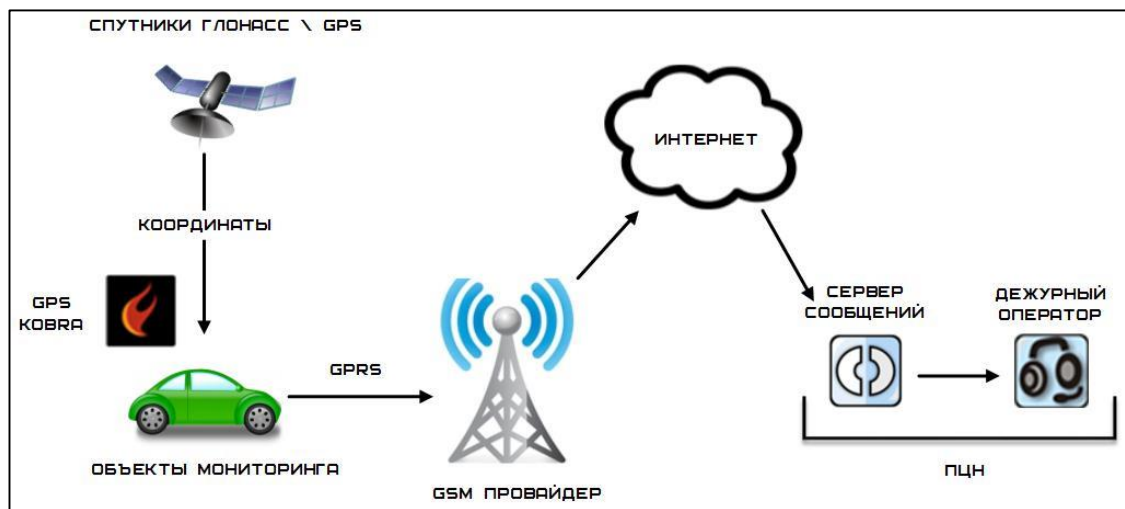 СПУТНИКИ ГЛОНАСС \ GPS
КООРДИНАТЫ
GPS
KOBRA
ОБЪЕКТЫ МОНИТОРИНГА
GPRS
GSM ПРОВАЙДЕР
ИНТЕРНЕТ
СЕРВЕР
СООБЩЕНИЙ
ДЕЖУРНЫЙ
ОПЕРАТОР
ПЦН